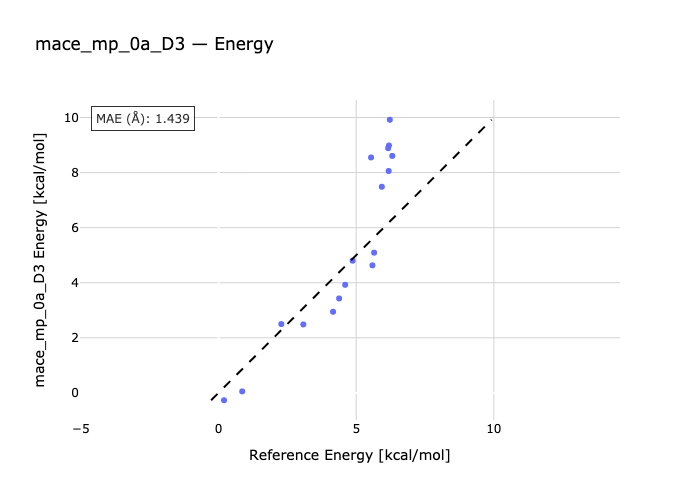 mace_mp_0a_D3 — Energy
MAE (Å): 1.439
mace_mp_0a_D3 Energy [kcal/mol]
10
8
6
4
2
0
−5
0
5
10
Reference Energy [kcal/mol]